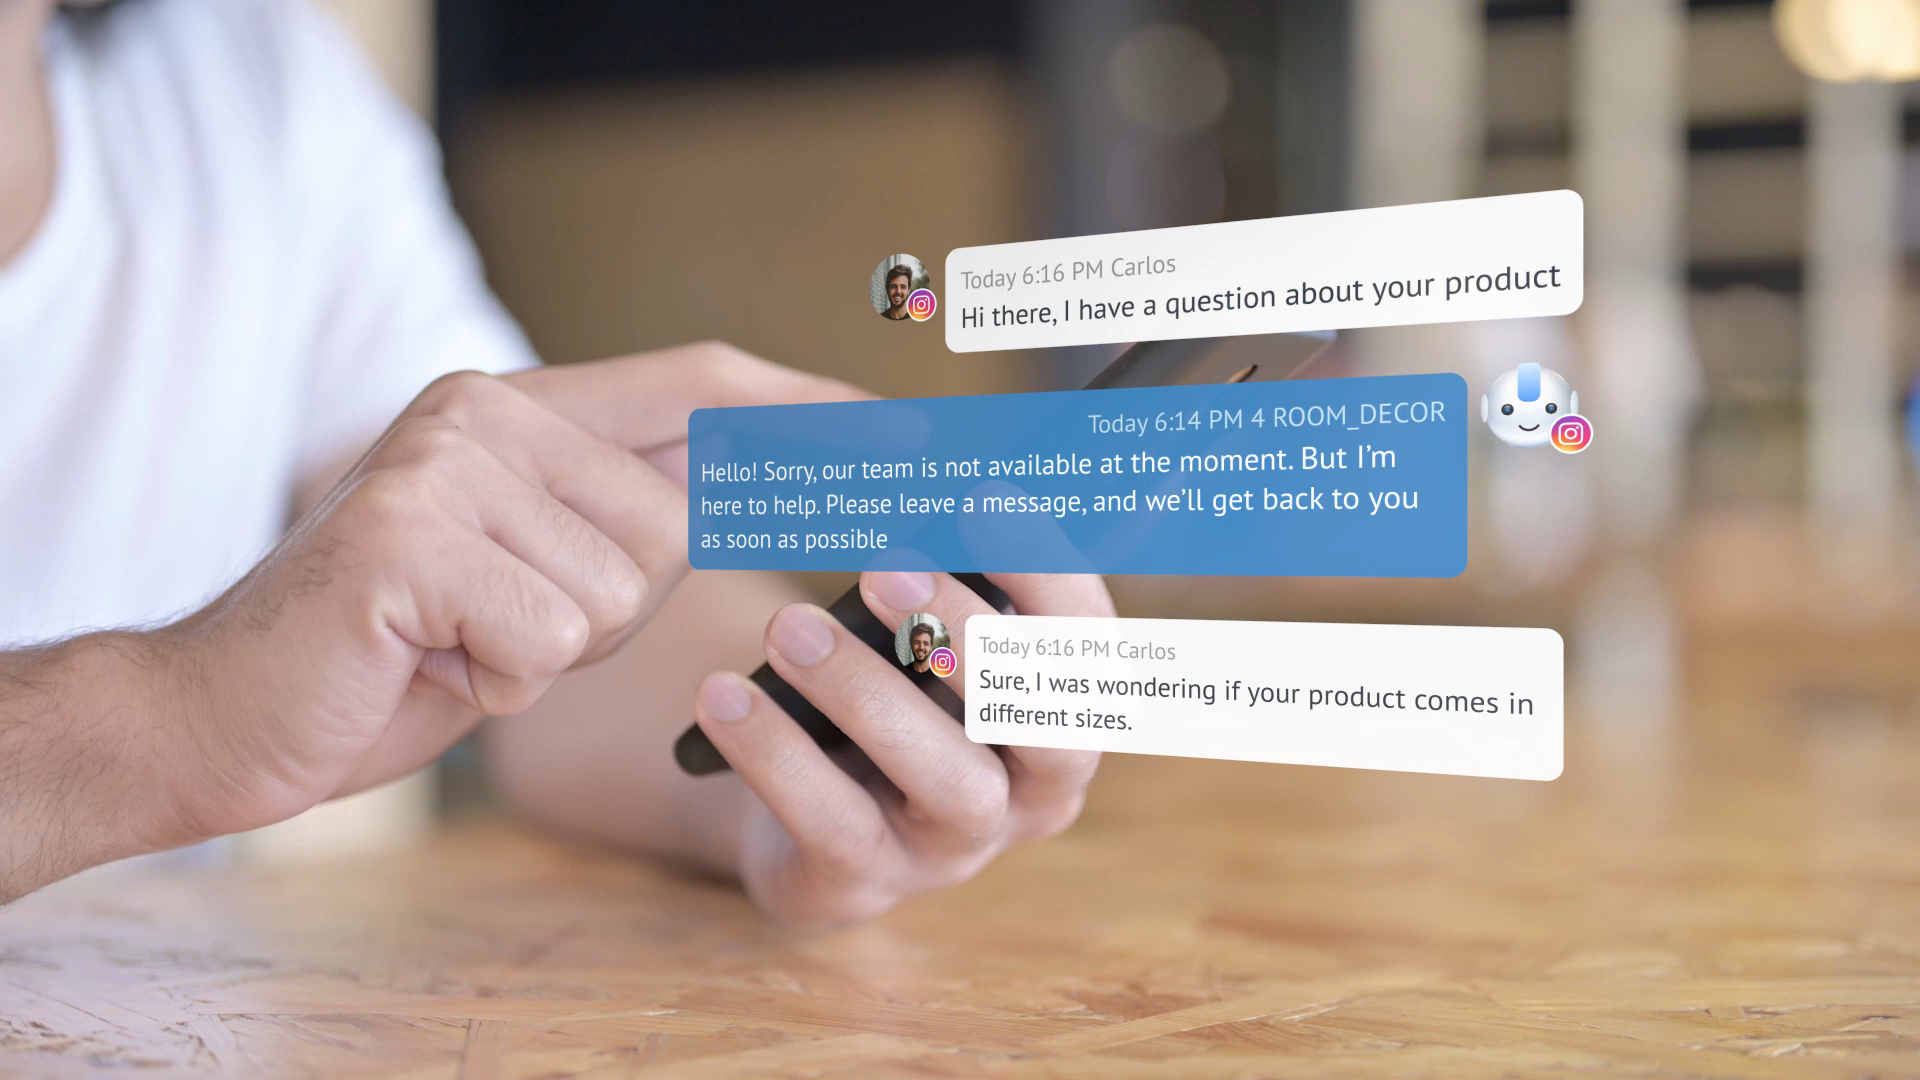 Today 6:16 PM Carlos
Hi there, I have a question about your product
Today 6:14 PM 4 ROOM_DECOR
Hello! Sorry, our team is not available at the moment. But I’m
here to help. Please leave a message, and we’ll get back to you
as soon as possible
Today 6:16 PM Carlos
Sure, I was wondering if your product comes in
different sizes.